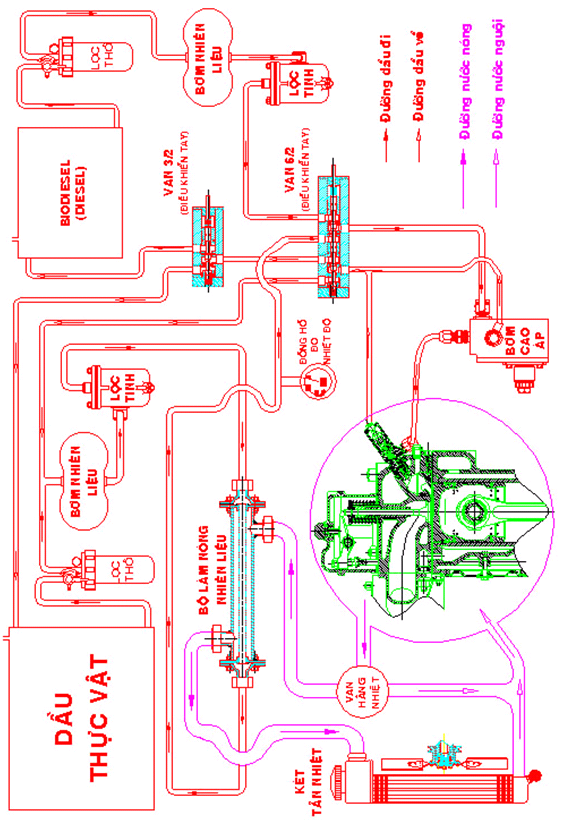 LỌC
THÔ
BƠM NHIÊN
LIỆU
LỌC
TINH
BIODIESEL
(DIESEL)
VAN 3/2
(ĐIỀU KHIỂN TAY)
VAN 6/2
(ĐIỀU KHIỂN TAY)
Đường dầu đi
Đường dầu về
Đường nước nóng
Đường nước nguội
LỌC
TINH
BƠM NHIÊN
LIỆU
LỌC
THÔ
ĐỒNG HỒ
ĐO
NHIỆT ĐỘ
BƠM
CAO
ÁP
BỘ LÀM NÓNG
NHIÊN LIỆU
DẦU
THỰC VẬT
VAN
HẰNG
NHIỆT
KÉT
TẢN NHIỆT